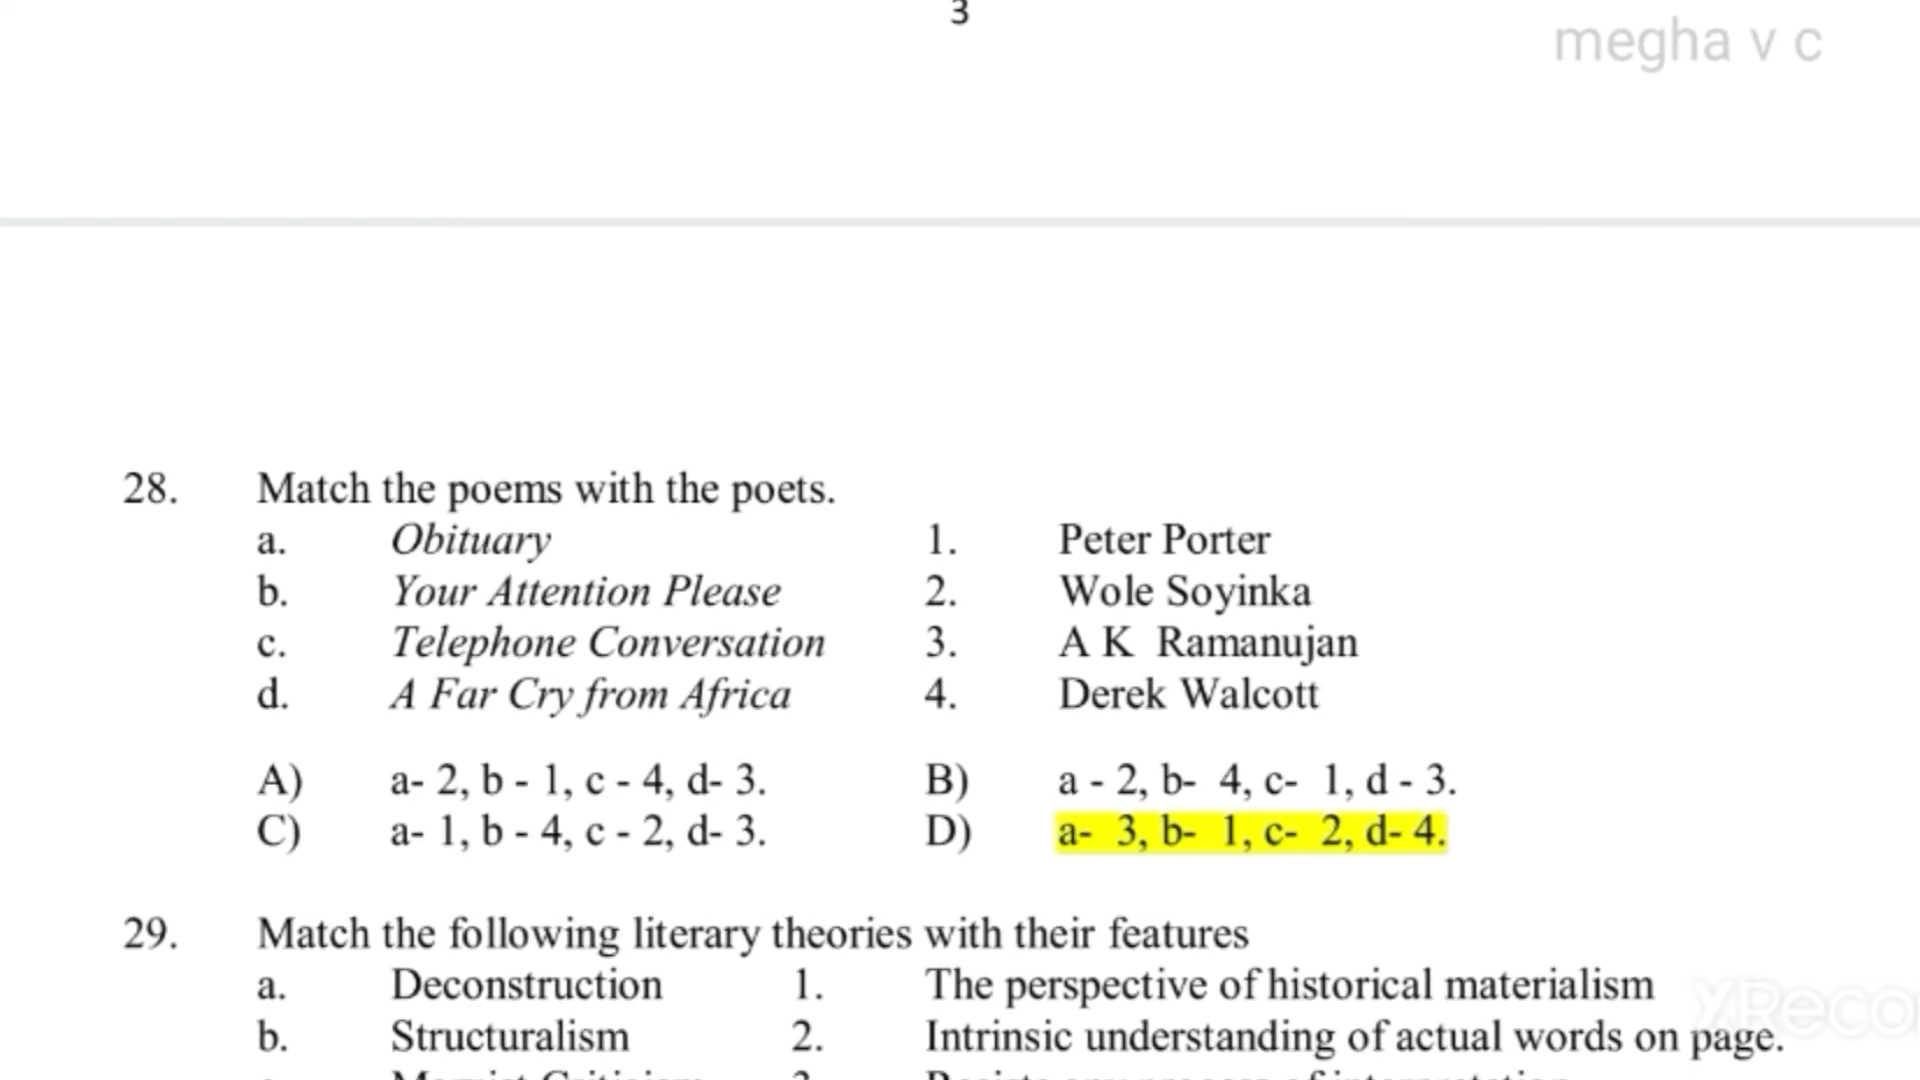 3
megha v c
28. Match the poems with the poets.
a. Obituary 1. Peter Porter
b. Your Attention Please 2. Wole Soyinka
c. Telephone Conversation 3. A K Ramanujan
d. A Far Cry from Africa 4. Derek Walcott
A) a- 2, b - 1, c - 4, d- 3. B) a - 2, b- 4, c- 1, d - 3.
C) a- 1, b - 4, c - 2, d- 3. D) a- 3, b- 1, c- 2, d- 4.
29. Match the following literary theories with their features
a. Deconstruction 1. The perspective of historical materialism
b. Structuralism 2. Intrinsic understanding of actual words on page.
XReco